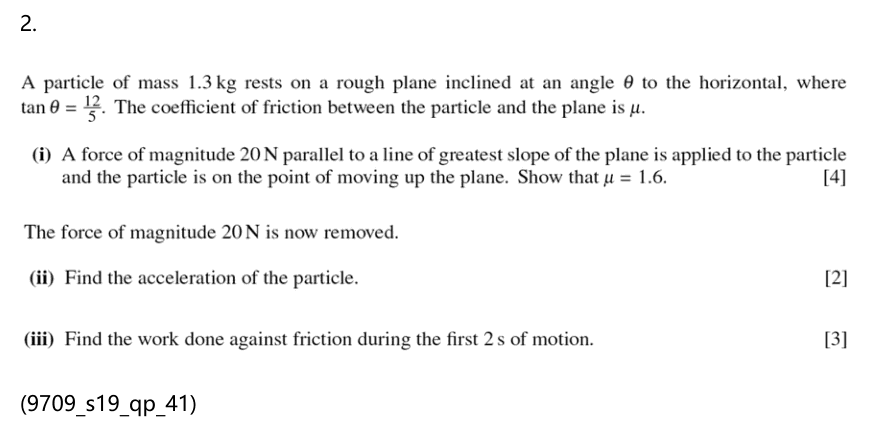 2.
A particle of mass 1.3 kg rests on a rough plane inclined at an angle θ to the horizontal, where
tan θ = 12/5. The coefficient of friction between the particle and the plane is μ.
(i) A force of magnitude 20 N parallel to a line of greatest slope of the plane is applied to the particle
and the particle is on the point of moving up the plane. Show that μ = 1.6. [4]
The force of magnitude 20 N is now removed.
(ii) Find the acceleration of the particle. [2]
(iii) Find the work done against friction during the first 2 s of motion. [3]
(9709_s19_qp_41)